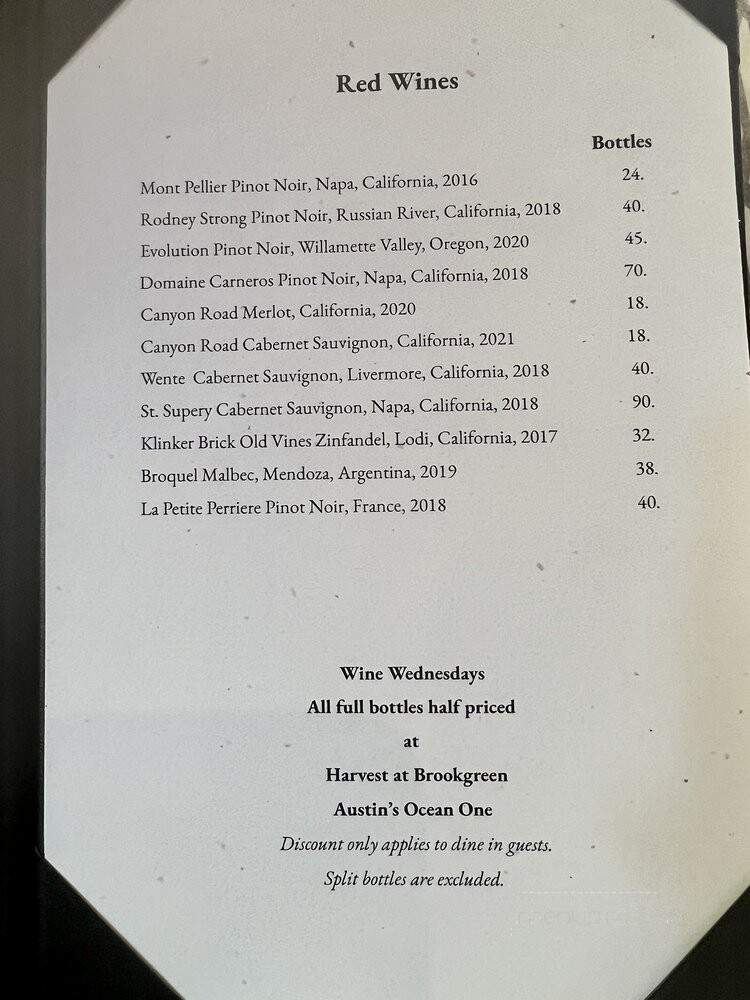 Red Wines
Bottles
Mont Pellier Pinot Noir, Napa, California, 2016 24.
Rodney Strong Pinot Noir, Russian River, California, 2018 40.
Evolution Pinot Noir, Willamette Valley, Oregon, 2020 45.
Domaine Carneros Pinot Noir, Napa, California, 2018 70.
Canyon Road Merlot, California, 2020 18.
Canyon Road Cabernet Sauvignon, California, 2021 18.
Wente Cabernet Sauvignon, Livermore, California, 2018 40.
St. Supery Cabernet Sauvignon, Napa, California, 2018 90.
Klinker Brick Old Vines Zinfandel, Lodi, California, 2017 32.
Broquel Malbec, Mendoza, Argentina, 2019 38.
La Petite Perriere Pinot Noir, France, 2018 40.
Wine Wednesdays
All full bottles half priced
at
Harvest at Brookgreen
Austin's Ocean One
Discount only applies to dine in guests.
Split bottles are excluded.